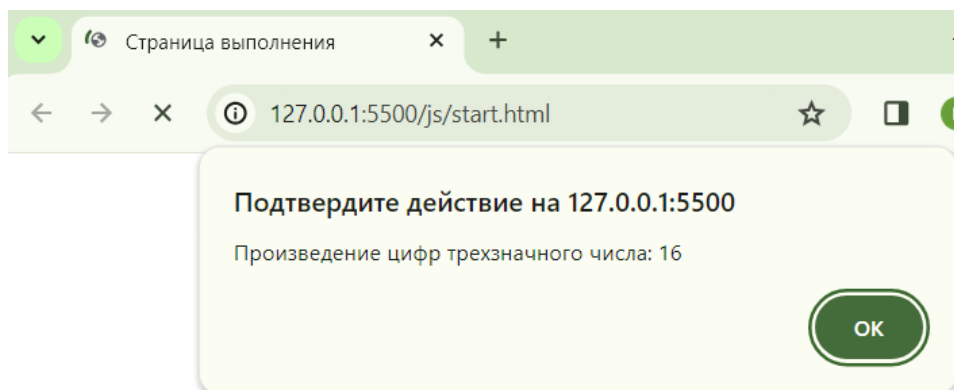 Страница выполнения
127.0.0.1:5500/js/start.html
Подтвердите действие на 127.0.0.1:5500
Произведение цифр трехзначного числа: 16
ОК